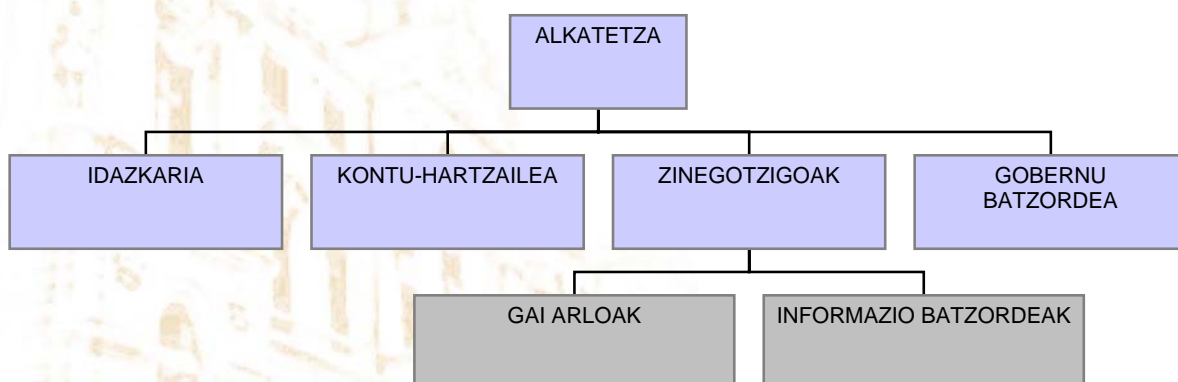 ALKATETZA
IDAZKARIA
KONTU-HARTZAILEA
ZINEGOTZIGOAK
GOBERNU
BATZORDEA
GAI ARLOAK
INFORMAZIO BATZORDEAK